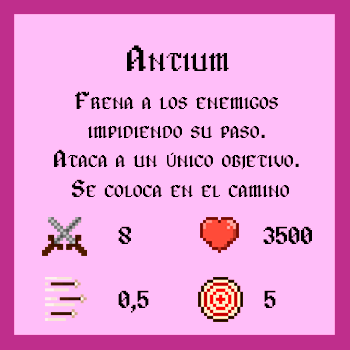 Antium
Frena a los enemigos
impidiendo su paso.
Ataca a un único objetivo.
Se coloca en el camino
8 3500
0,5 5